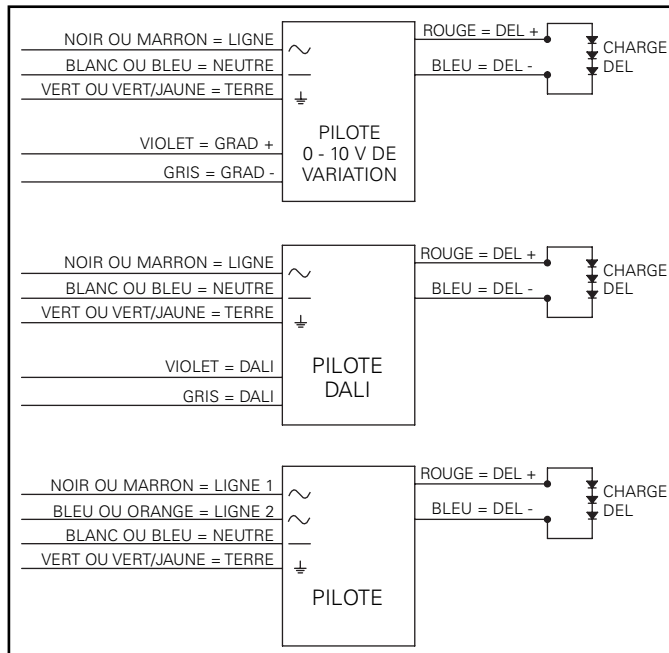 NOIR OU MARRON = LIGNE
BLANC OU BLEU = NEUTRE
VERT OU VERT/JAUNE = TERRE
VIOLET = GRAD +
GRIS = GRAD -
PILOTE
0 - 10 V DE
VARIATION
ROUGE = DEL +
BLEU = DEL -
CHARGE
DEL
NOIR OU MARRON = LIGNE
BLANC OU BLEU = NEUTRE
VERT OU VERT/JAUNE = TERRE
VIOLET = DALI
GRIS = DALI
PILOTE
DALI
ROUGE = DEL +
BLEU = DEL -
CHARGE
DEL
NOIR OU MARRON = LIGNE 1
BLEU OU ORANGE = LIGNE 2
BLANC OU BLEU = NEUTRE
VERT OU VERT/JAUNE = TERRE
PILOTE
ROUGE = DEL +
BLEU = DEL -
CHARGE
DEL